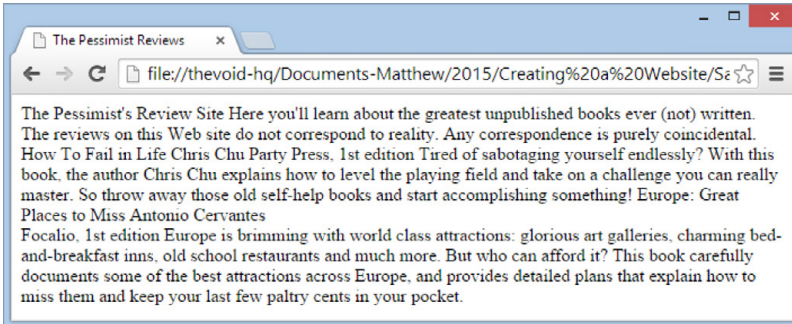 The Pessimist Reviews
file://thevoid-hq/Documents-Matthew/2015/Creating%20a%20Website/Sa
The Pessimist's Review Site Here you'll learn about the greatest unpublished books ever (not) written.
The reviews on this Web site do not correspond to reality. Any correspondence is purely coincidental.
How To Fail in Life Chris Chu Party Press, 1st edition Tired of sabotaging yourself endlessly? With this
book, the author Chris Chu explains how to level the playing field and take on a challenge you can really
master. So throw away those old self-help books and start accomplishing something! Europe: Great
Places to Miss Antonio Cervantes
Focalio, 1st edition Europe is brimming with world class attractions: glorious art galleries, charming bed-
and-breakfast inns, old school restaurants and much more. But who can afford it? This book carefully
documents some of the best attractions across Europe, and provides detailed plans that explain how to
miss them and keep your last few paltry cents in your pocket.